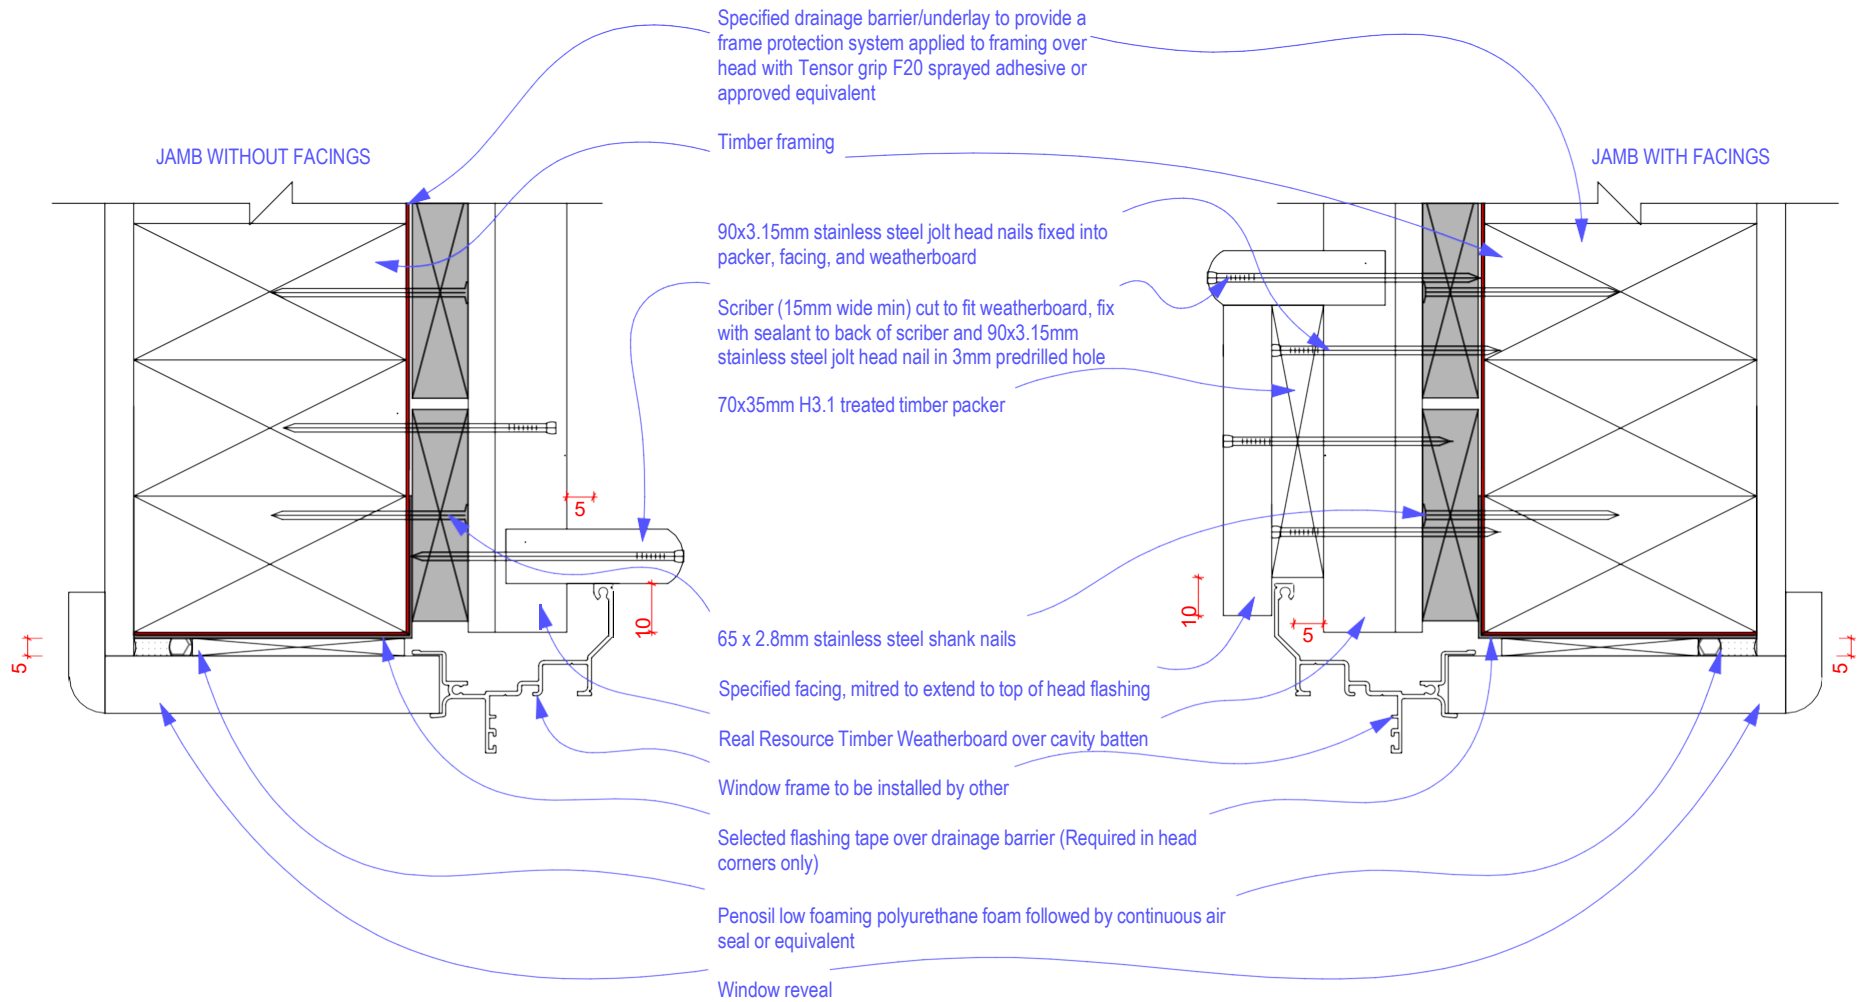 Specified drainage barrier/underlay to provide a
frame protection system applied to framing over
head with Tensor grip F20 sprayed adhesive or
approved equivalent
Timber framing
JAMB WITHOUT FACINGS
JAMB WITH FACINGS
90x3.15mm stainless steel jolt head nails fixed into
packer, facing, and weatherboard
Scriber (15mm wide min) cut to fit weatherboard, fix
with sealant to back of scriber and 90x3.15mm
stainless steel jolt head nail in 3mm predrilled hole
70x35mm H3.1 treated timber packer
5
10
5
10
5
5
65 x 2.8mm stainless steel shank nails
Specified facing, mitred to extend to top of head flashing
Real Resource Timber Weatherboard over cavity batten
Window frame to be installed by other
Selected flashing tape over drainage barrier (Required in head
corners only)
Penosil low foaming polyurethane foam followed by continuous air
seal or equivalent
Window reveal